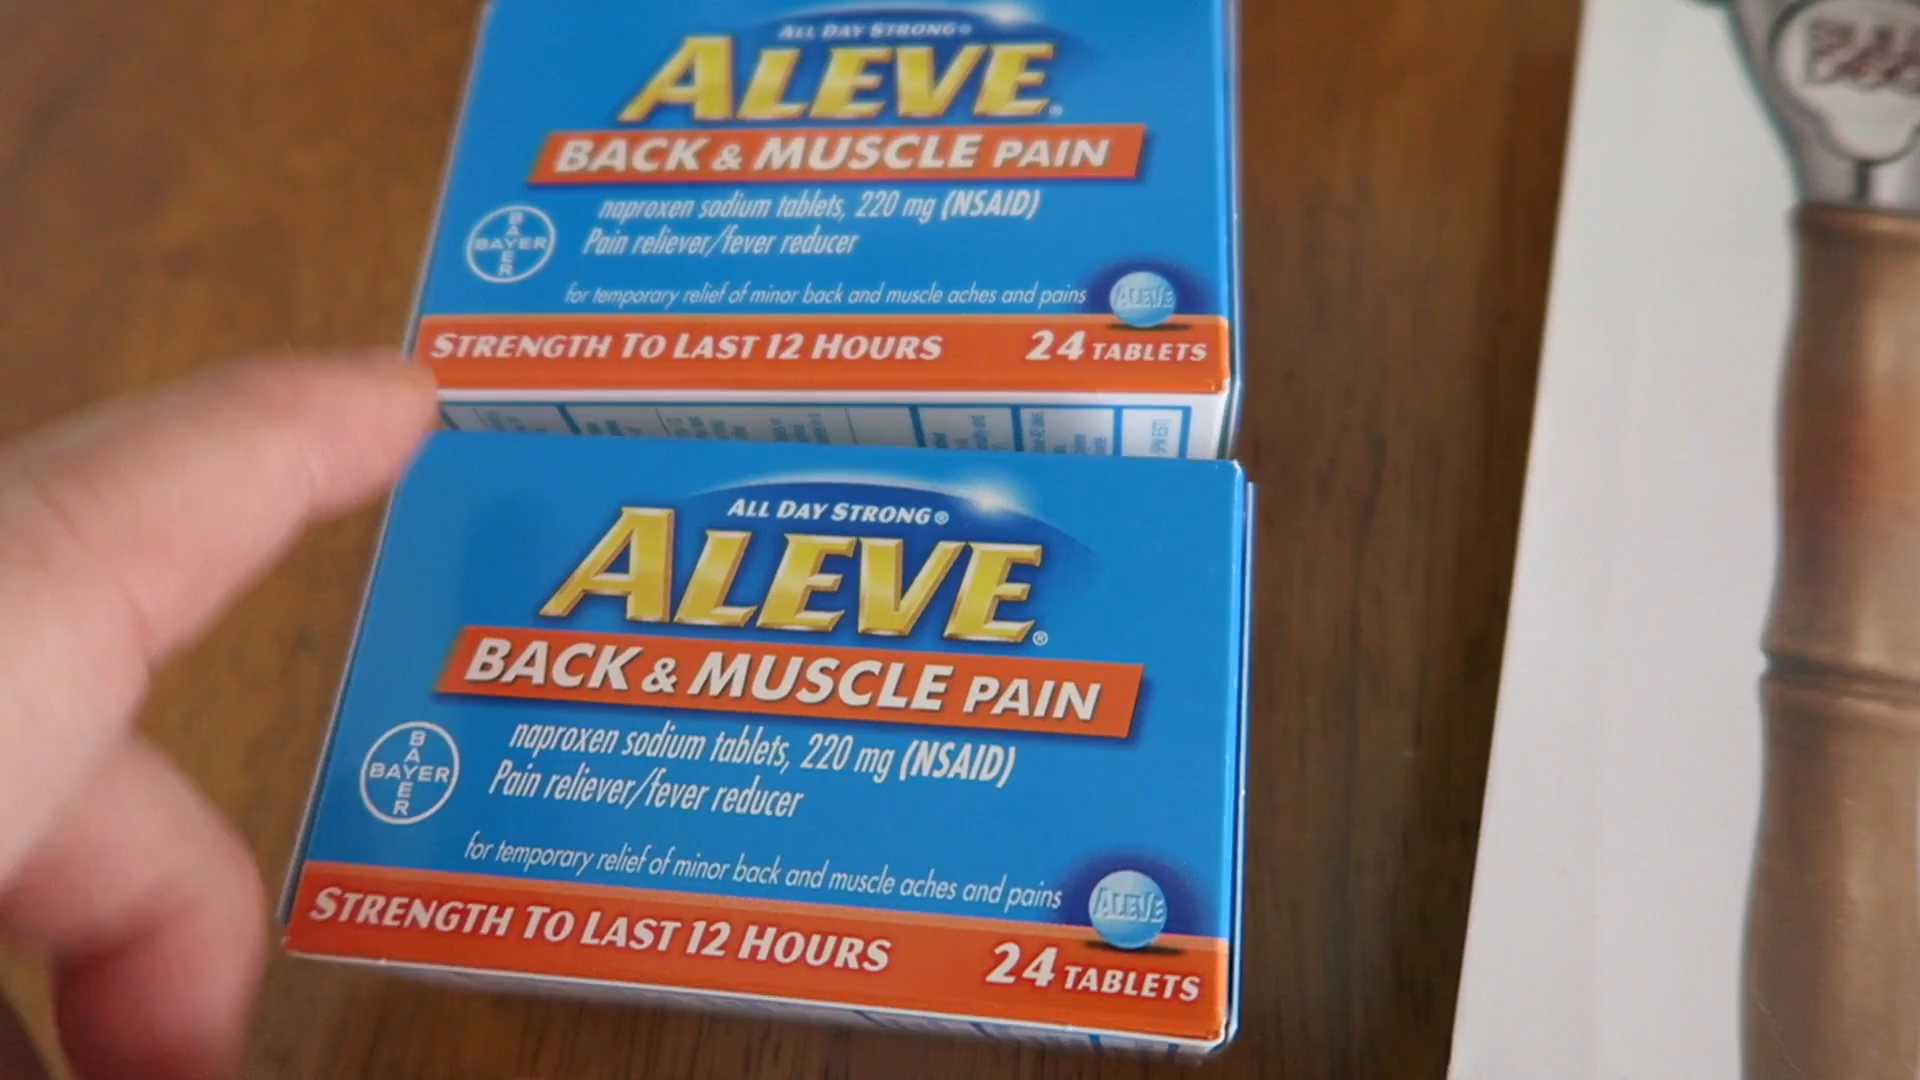 ALL DAY STRONG®
ALEVE®
BACK & MUSCLE PAIN
naproxen sodium tablets, 220 mg (NSAID)
Pain reliever/fever reducer
BAYER
BAYER
for temporary relief of minor back and muscle aches and pains
ALEVE
STRENGTH TO LAST 12 HOURS 24 TABLETS
ALL DAY STRONG®
ALEVE®
BACK & MUSCLE PAIN
naproxen sodium tablets, 220 mg (NSAID)
Pain reliever/fever reducer
BAYER
BAYER
for temporary relief of minor back and muscle aches and pains
ALEVE
STRENGTH TO LAST 12 HOURS 24 TABLETS